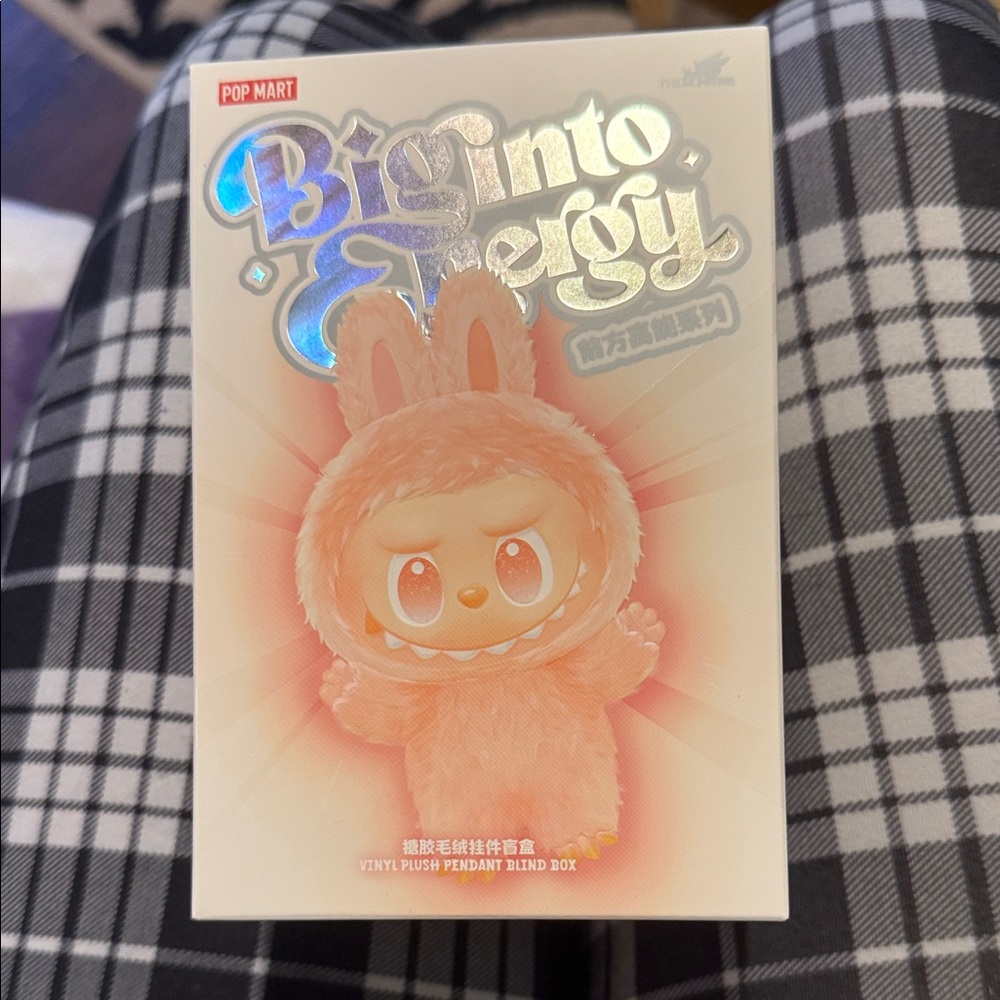 POP MART
THE MONSTERS
Big into
Energy
前方高能系列
搪胶毛绒挂件盲盒
VINYL PLUSH PENDANT BLIND BOX